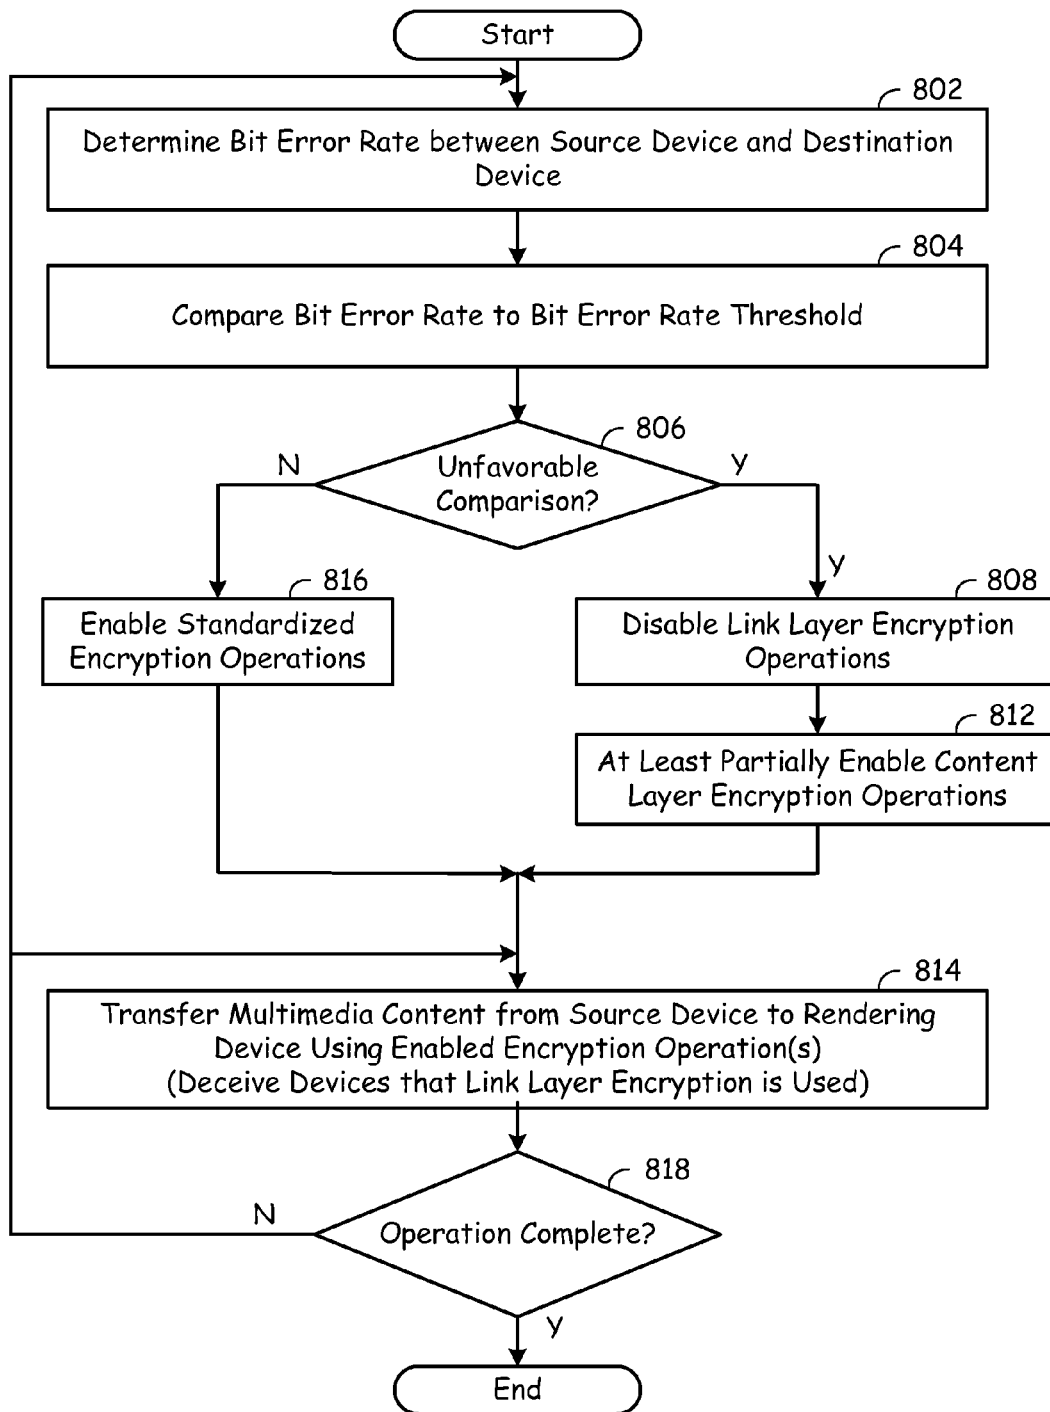 Start
802
Determine Bit Error Rate between Source Device and Destination
Device
804
Compare Bit Error Rate to Bit Error Rate Threshold
806
N
Unfavorable
Comparison?
Y
Y
816
Enable Standardized
Encryption Operations
808
Disable Link Layer Encryption
Operations
812
At Least Partially Enable Content
Layer Encryption Operations
814
Transfer Multimedia Content from Source Device to Rendering
Device Using Enabled Encryption Operation(s)
(Deceive Devices that Link Layer Encryption is Used)
818
N
Operation Complete?
Y
End